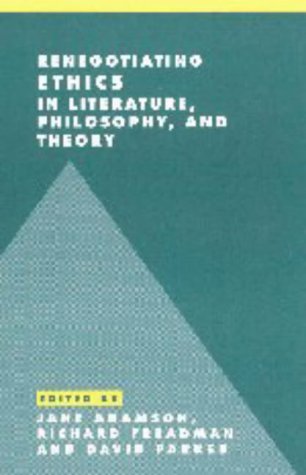 RENEGOTIATING
ETHICS
IN LITERATURE,
PHILOSOPHY, AND
THEORY
EDITED BY
JANE ADAMSON,
RICHARD FREADMAN
AND DAVID PARKER